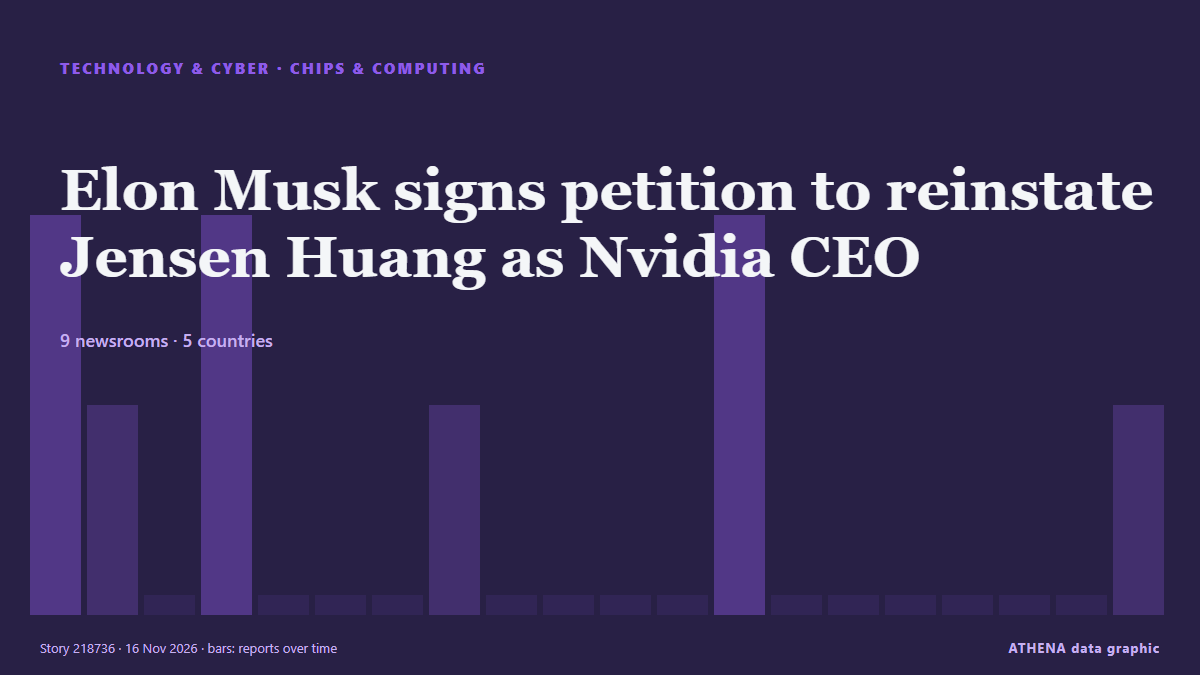 TECHNOLOGY & CYBER · CHIPS & COMPUTING
Elon Musk signs petition to reinstate
Jensen Huang as Nvidia CEO
9 newsrooms · 5 countries
Story 218736 · 16 Nov 2026 · bars: reports over time
ATHENA data graphic